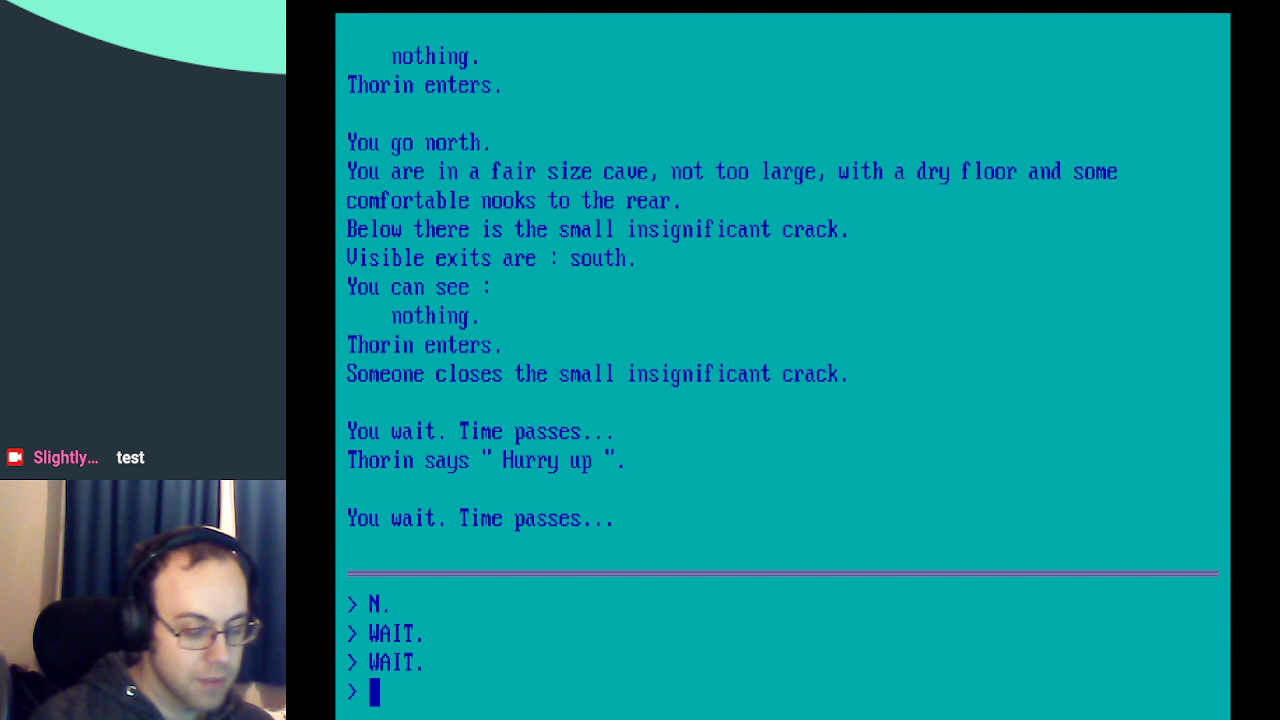 nothing.
Thorin enters.
You go north.
You are in a fair size cave, not too large, with a dry floor and some
comfortable nooks to the rear.
Below there is the small insignificant crack.
Visible exits are : south.
You can see :
nothing.
Thorin enters.
Someone closes the small insignificant crack.
You wait. Time passes...
Thorin says " Hurry up ".
You wait. Time passes...
> N.
> WAIT.
> WAIT.
>
Slightly... test